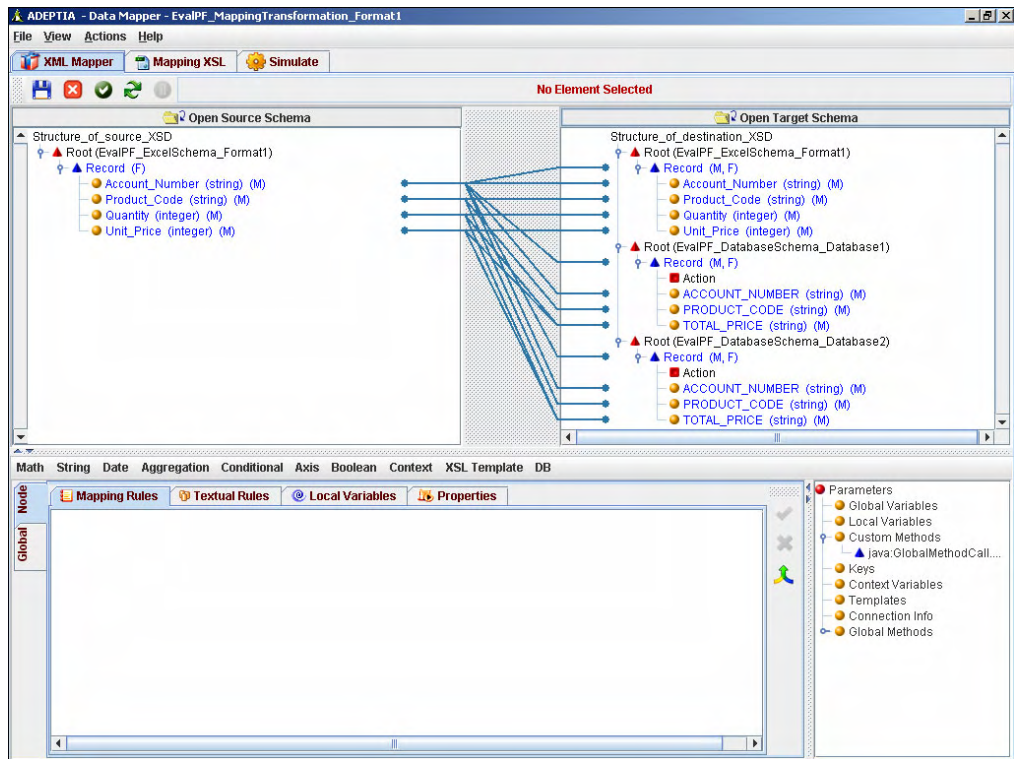 ADEPTIA - Data Mapper - EvalPF_MappingTransformation_Format1
File View Actions Help
XML Mapper Mapping XSL Simulate
No Element Selected
Open Source Schema
Structure_of_source_XSD
Root (EvalPF_ExcelSchema_Format1)
Record (F)
Account_Number (string) (M)
Product_Code (string) (M)
Quantity (integer) (M)
Unit_Price (integer) (M)
Open Target Schema
Structure_of_destination_XSD
Root (EvalPF_ExcelSchema_Format1)
Record (M, F)
Account_Number (string) (M)
Product_Code (string) (M)
Quantity (integer) (M)
Unit_Price (integer) (M)
Root (EvalPF_DatabaseSchema_Database1)
Record (M, F)
Action
ACCOUNT_NUMBER (string) (M)
PRODUCT_CODE (string) (M)
TOTAL_PRICE (string) (M)
Root (EvalPF_DatabaseSchema_Database2)
Record (M, F)
Action
ACCOUNT_NUMBER (string) (M)
PRODUCT_CODE (string) (M)
TOTAL_PRICE (string) (M)
Math String Date Aggregation Conditional Axis Boolean Context XSL Template DB
Node
Global
Mapping Rules Textual Rules Local Variables Properties
Parameters
Global Variables
Local Variables
Custom Methods
java:GlobalMethodCall....
Keys
Context Variables
Templates
Connection Info
Global Methods